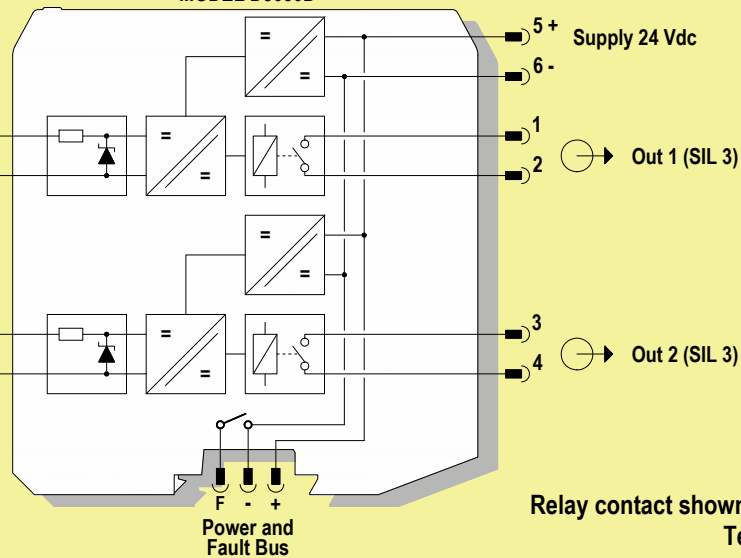 5 +
Supply 24 Vdc
6 -
1
2
Out 1 (SIL 3)
3
4
Out 2 (SIL 3)
F - +
Power and
Fault Bus
Relay contact shown